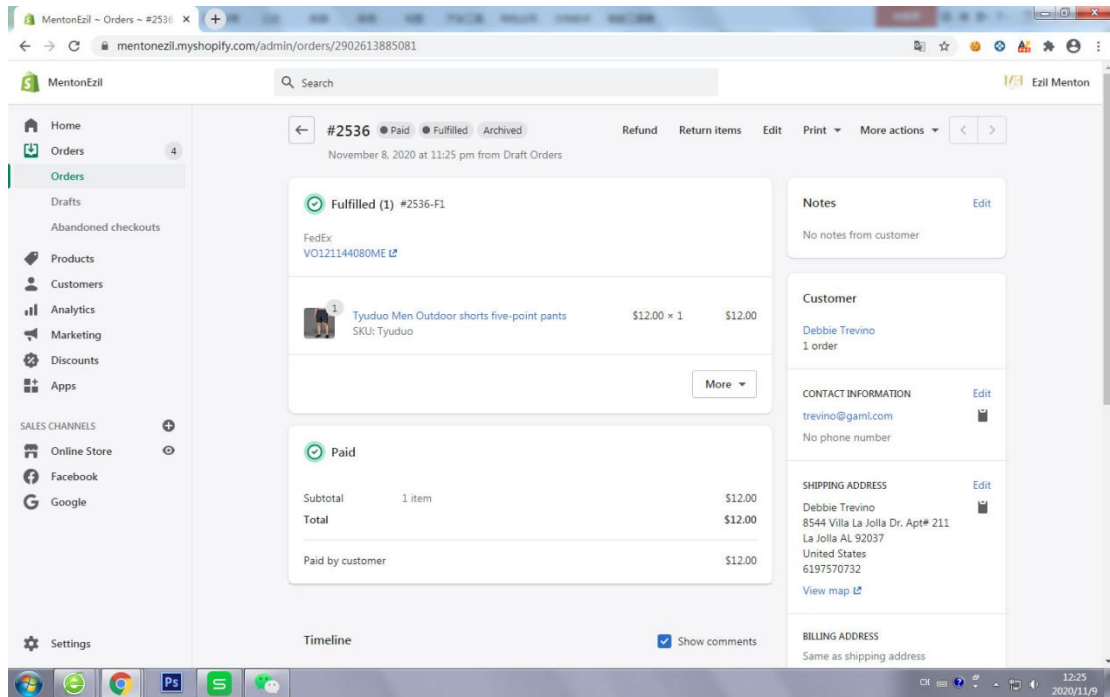 MentonEzil ~ Orders ~ #2536
mentonezil.myshopify.com/admin/orders/2902613885081
MentonEzil
Search
Ezil Menton
Home
Orders 4
Orders
Drafts
Abandoned checkouts
Products
Customers
Analytics
Marketing
Discounts
Apps
SALES CHANNELS
Online Store
Facebook
Google
Settings
#2536 Paid Fulfilled Archived
Refund Return items Edit Print More actions
November 8, 2020 at 11:25 pm from Draft Orders
Fulfilled (1) #2536-F1
FedEx
VO121144080ME
1
Tyuduo Men Outdoor shorts five-point pants $12.00 × 1 $12.00
SKU: Tyuduo
More
Paid
Subtotal 1 item $12.00
Total $12.00
Paid by customer $12.00
Timeline Show comments
Notes Edit
No notes from customer
Customer
Debbie Trevino
1 order
CONTACT INFORMATION Edit
trevino@gaml.com
No phone number
SHIPPING ADDRESS Edit
Debbie Trevino
8544 Villa La Jolla Dr. Apt# 211
La Jolla AL 92037
United States
6197570732
View map
BILLING ADDRESS
Same as shipping address
Ps
S
CH
12:25
2020/11/9